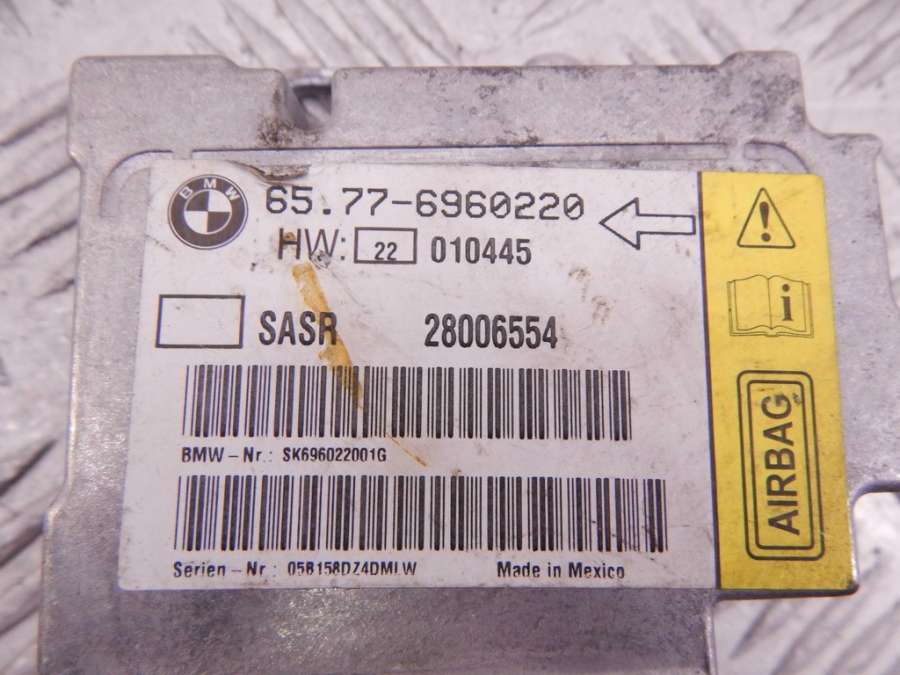 BMW
65.77-6960220
HW: 22 010445
SASR 28006554
BMW-Nr.: SK696022001G
Serien-Nr: 05B158DZ4DMLW Made in Mexico
i
AIRBAG